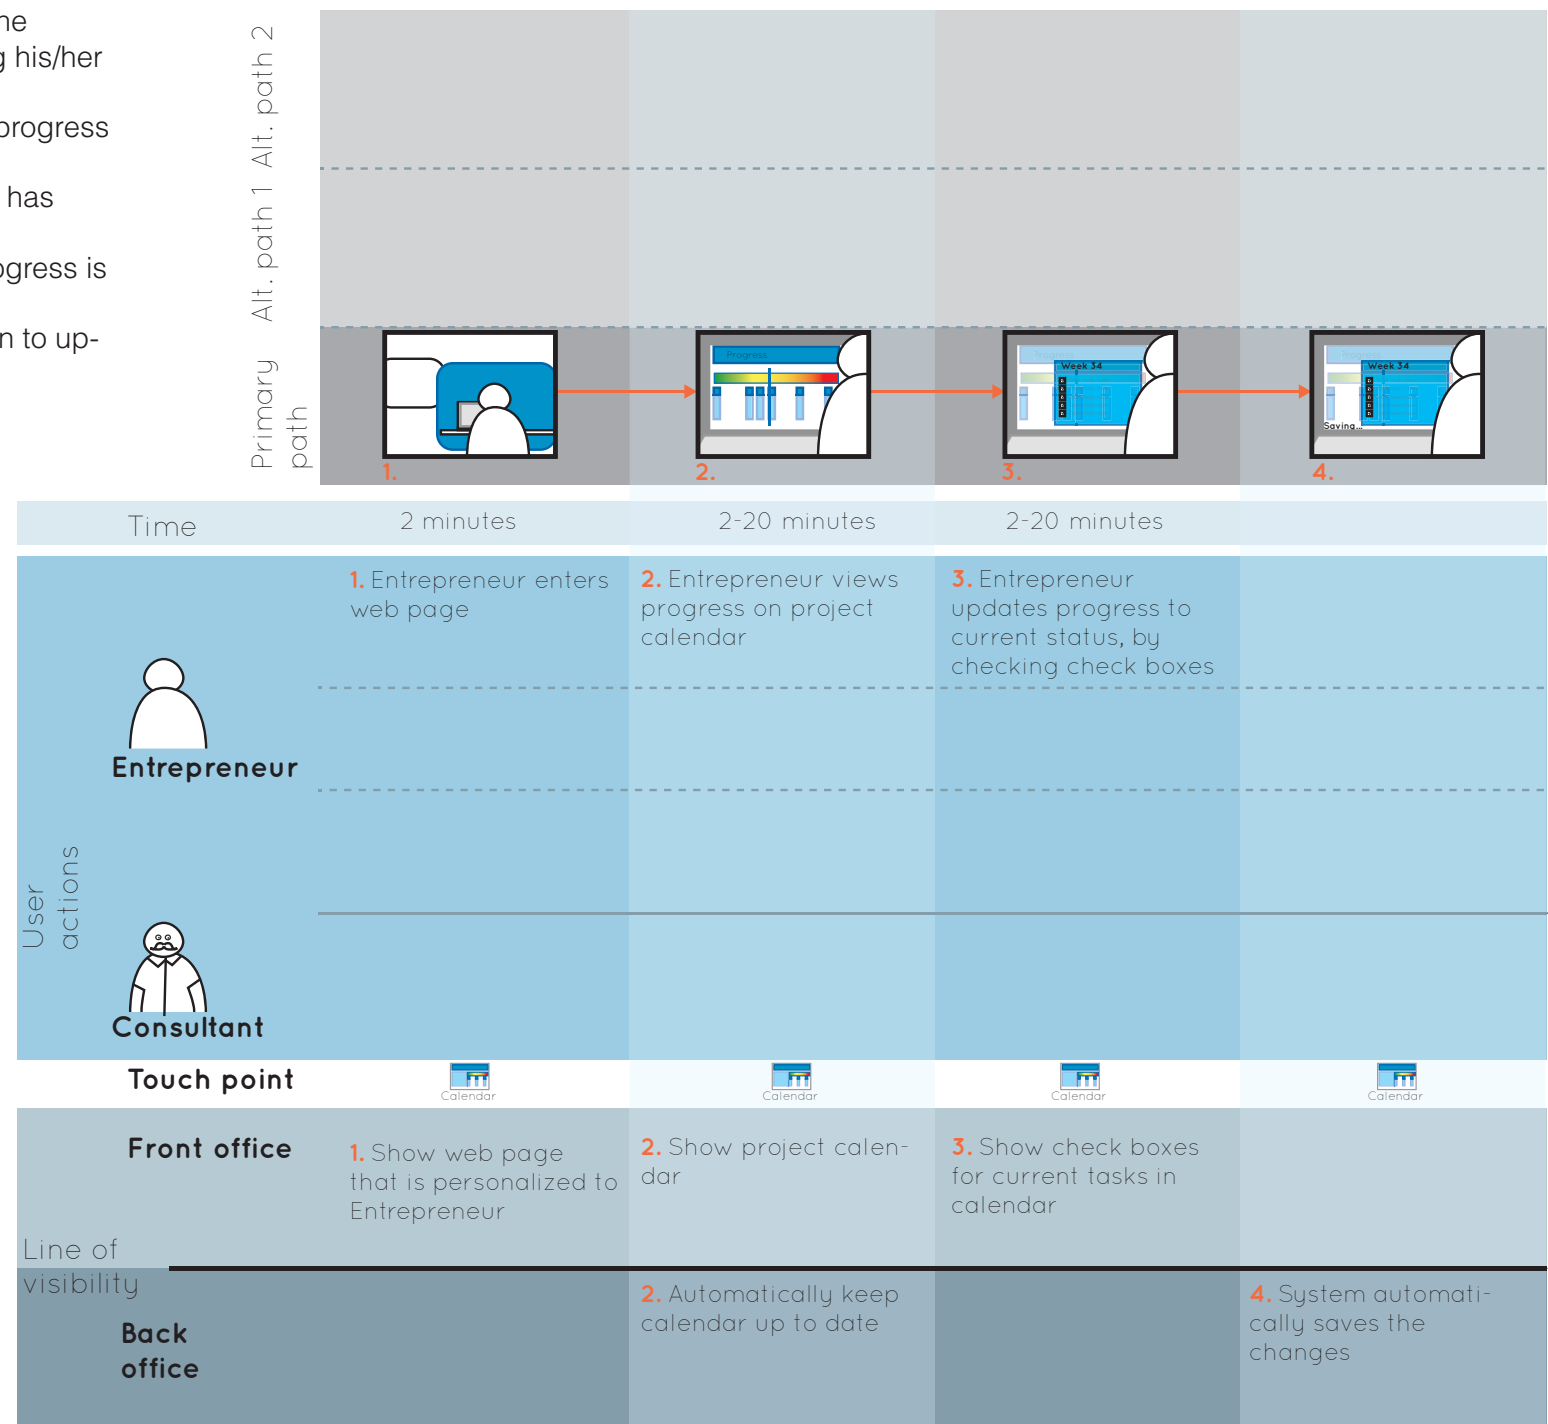 ne
g his/her
progress
has
ogress is
n to up-
Alt. path 2
Alt. path 1
Primary
path
Progress
Progress
Week 34
Progress
Week 34
Saving...
1.
2.
3.
4.
Time
2 minutes
2-20 minutes
2-20 minutes
1. Entrepreneur enters
web page
2. Entrepreneur views
progress on project
calendar
3. Entrepreneur
updates progress to
current status, by
checking check boxes
Entrepreneur
User
actions
Consultant
Touch point
Calendar
Calendar
Calendar
Calendar
Front office
1. Show web page
that is personalized to
Entrepreneur
2. Show project calen-
dar
3. Show check boxes
for current tasks in
calendar
Line of
visibility
Back
office
2. Automatically keep
calendar up to date
4. System automati-
cally saves the
changes